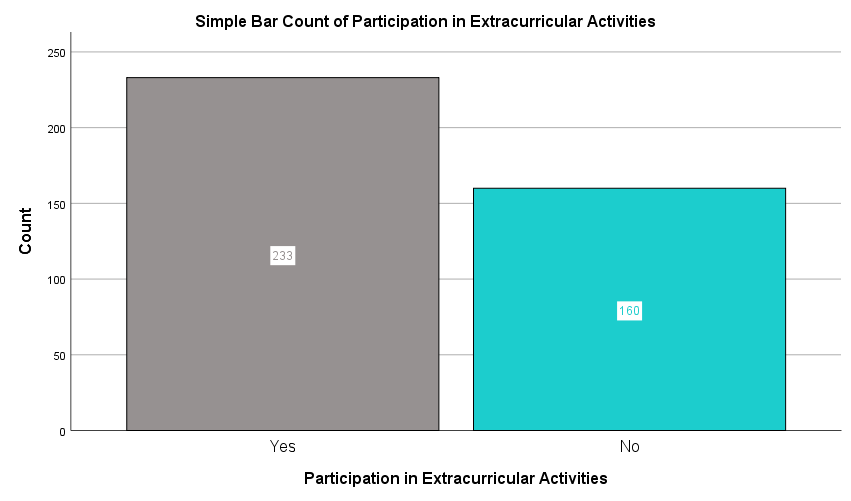 Simple Bar Count of Participation in Extracurricular Activities
250
200
150
100
50
0
Count
233
160
Yes
No
Participation in Extracurricular Activities